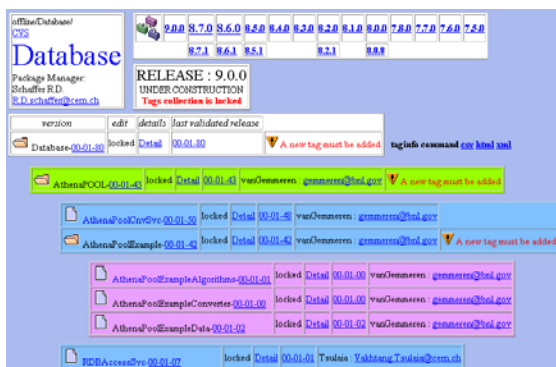 offline/Database/
CVS
Database
Package Manager:
Schaffer R.D.
R.D.schaffer@cern.ch
9.0.0 8.7.0 8.6.0 8.5.0 8.4.0 8.3.0 8.2.0 8.1.0 8.0.0 7.8.0 7.7.0 7.6.0 7.5.0
8.7.1 8.6.1 8.5.1 8.2.1 8.0.8
RELEASE : 9.0.0
UNDER CONSTRUCTION
Tags collection is locked
version edit details last validated release
Database-00-01-80 locked Detail 00-01-80 A new tag must be added taginfo command csv html xml
AthenaPOOL-00-01-43 locked Detail 00-01-43 vanGemmeren : gemmeren@bnl.gov A new tag must be added
AthenaPoolCnvSvc-00-01-50 locked Detail 00-01-48 vanGemmeren : gemmeren@bnl.gov
AthenaPoolExample-00-01-42 locked Detail 00-01-42 vanGemmeren : gemmeren@bnl.gov A new tag must be added
AthenaPoolExampleAlgorithms-00-01-01 locked Detail 00-01-00 vanGemmeren : gemmeren@bnl.gov
AthenaPoolExampleConverter-00-01-00 locked Detail 00-01-00 vanGemmeren : gemmeren@bnl.gov
AthenaPoolExampleData-00-01-02 locked Detail 00-01-02 vanGemmeren : gemmeren@bnl.gov
RDBAccessSvc-00-01-07 locked Detail 00-01-01 Tsulaia : Vakhtang.Tsulaia@cern.ch